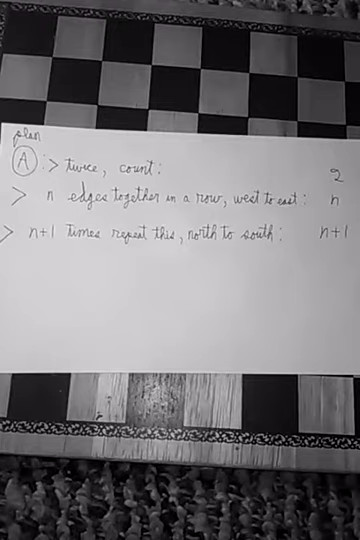 plan
A : > twice, count: 2
> n edges together in a row, west to east: n
> n+1 times repeat this, north to south: n+1